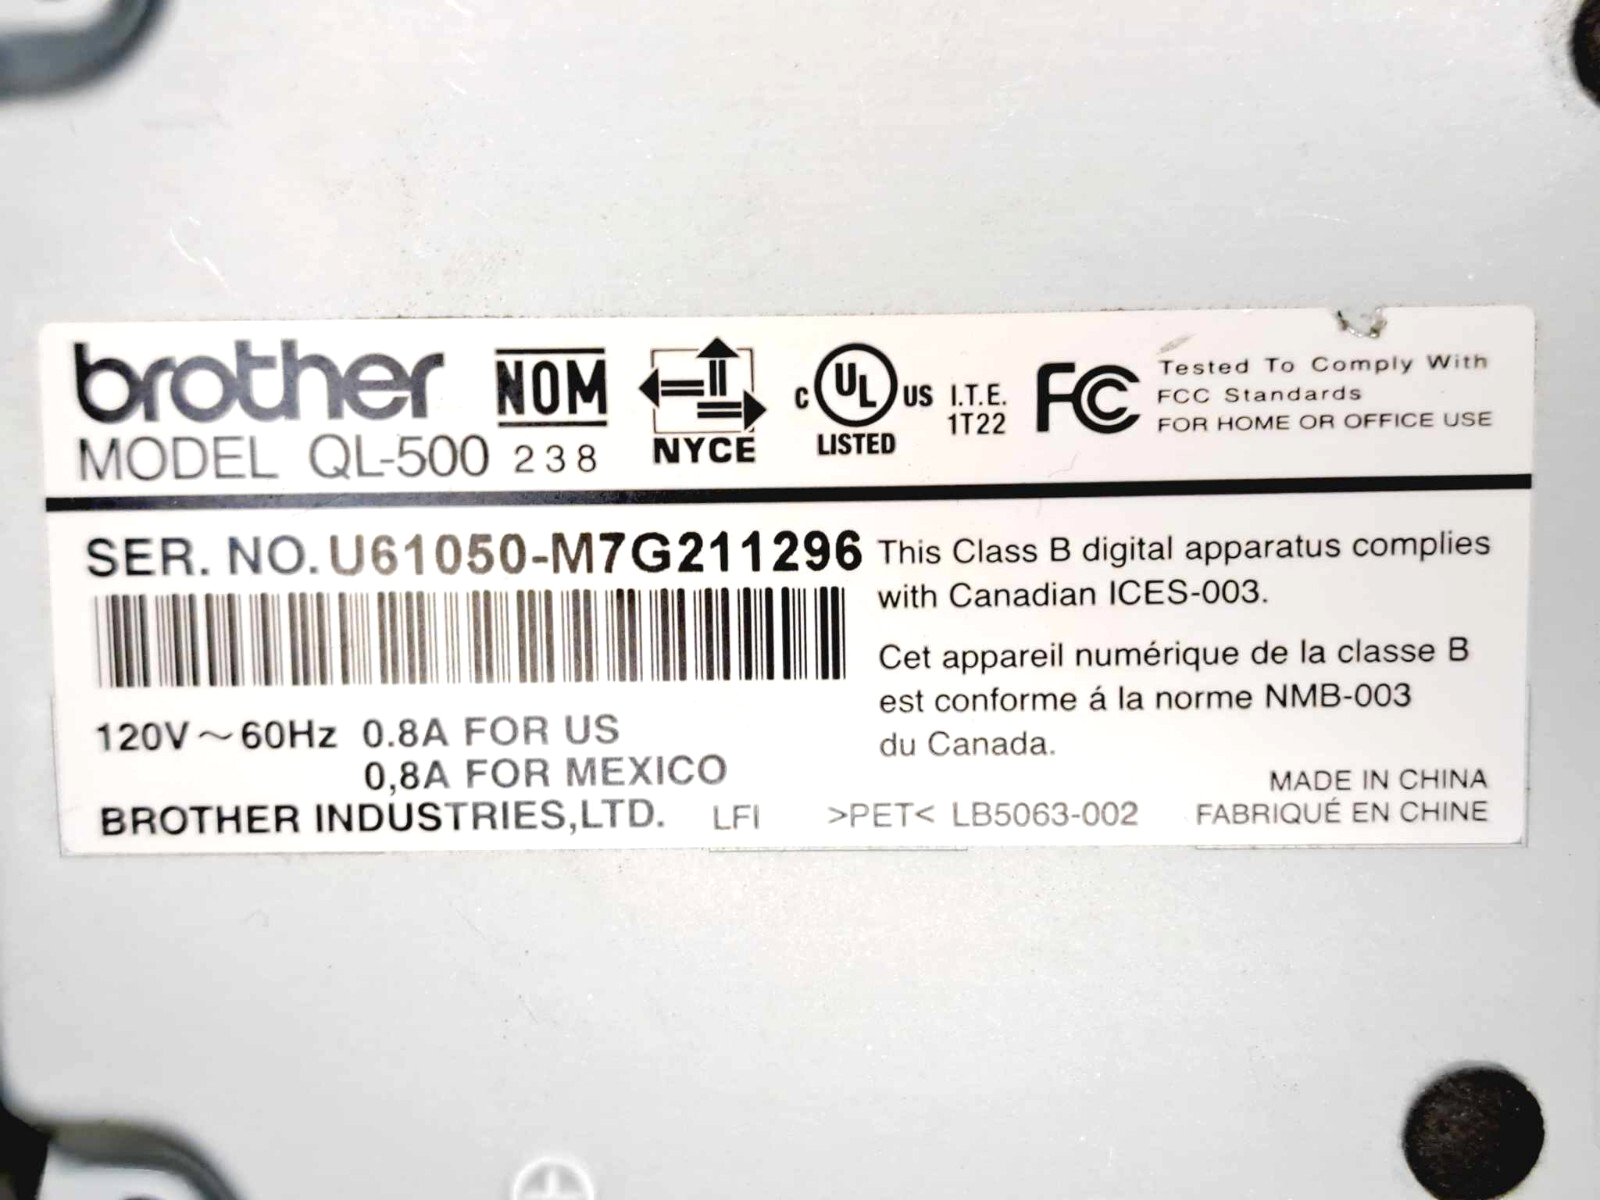 brother
MODEL QL-500
NOM
238
NYCE
C UL US
LISTED
I.T.E.
1T22
FC
Tested To Comply With
FCC Standards
FOR HOME OR OFFICE USE
SER. NO. U61050-M7G211296
120V~60Hz 0.8A FOR US
0,8A FOR MEXICO
BROTHER INDUSTRIES,LTD. LFI >PET< LB5063-002
This Class B digital apparatus complies
with Canadian ICES-003.
Cet appareil numérique de la classe B
est conforme á la norme NMB-003
du Canada.
MADE IN CHINA
FABRIQUÉ EN CHINE